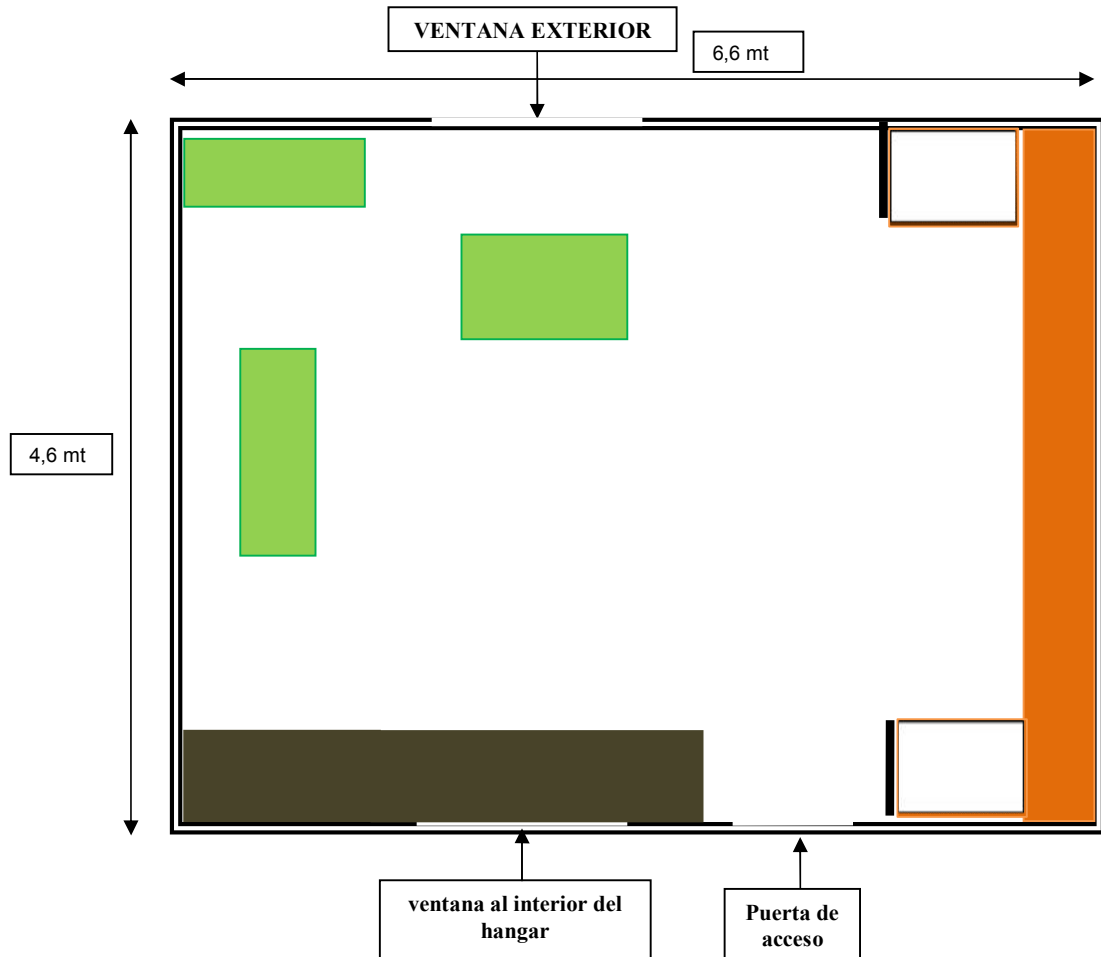 VENTANA EXTERIOR
6,6 mt
4,6 mt
ventana al interior del
hangar
Puerta de
acceso